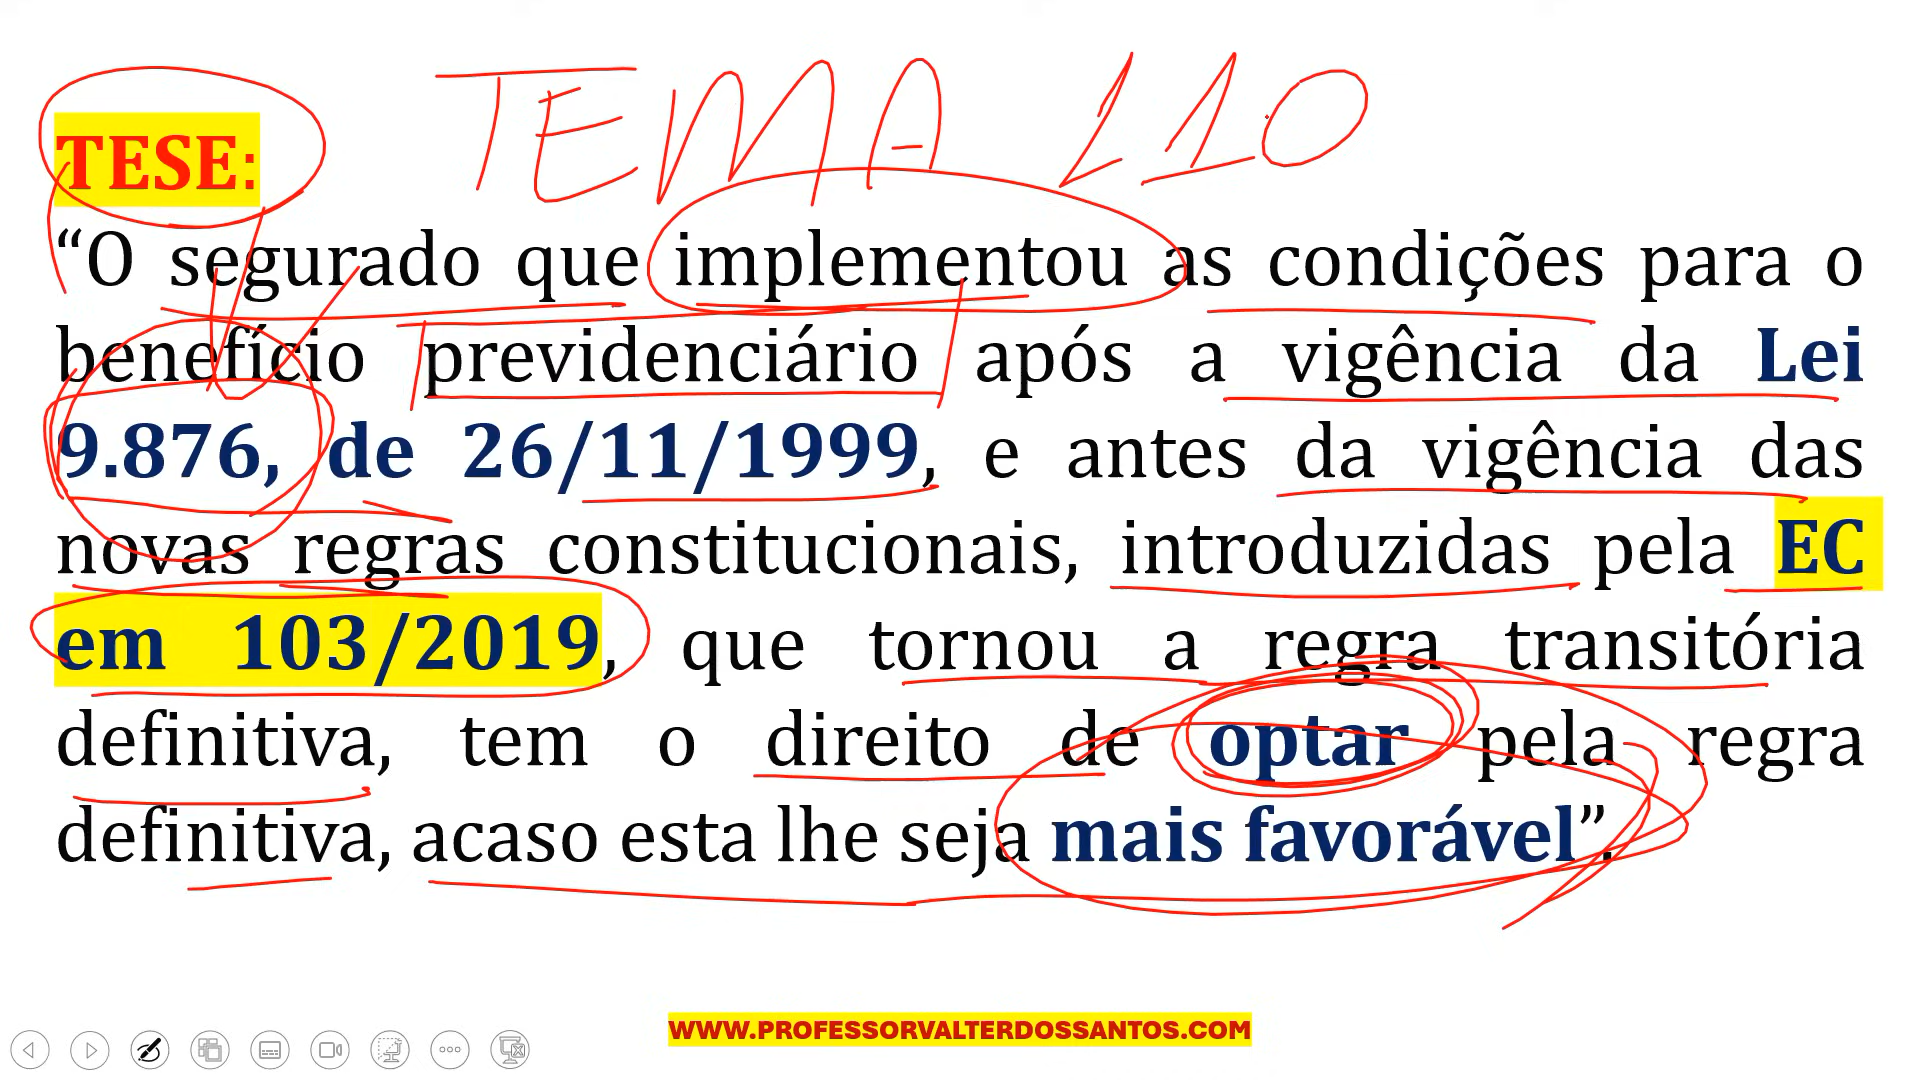 TEMA 110
TESE:
“O segurado que implementou as condições para o
benefício previdenciário após a vigência da Lei
9.876, de 26/11/1999, e antes da vigência das
novas regras constitucionais, introduzidas pela EC
em 103/2019, que tornou a regra transitória
definitiva, tem o direito de optar pela regra
definitiva, acaso esta lhe seja mais favorável”.
WWW.PROFESSORVALTERDOSSANTOS.COM